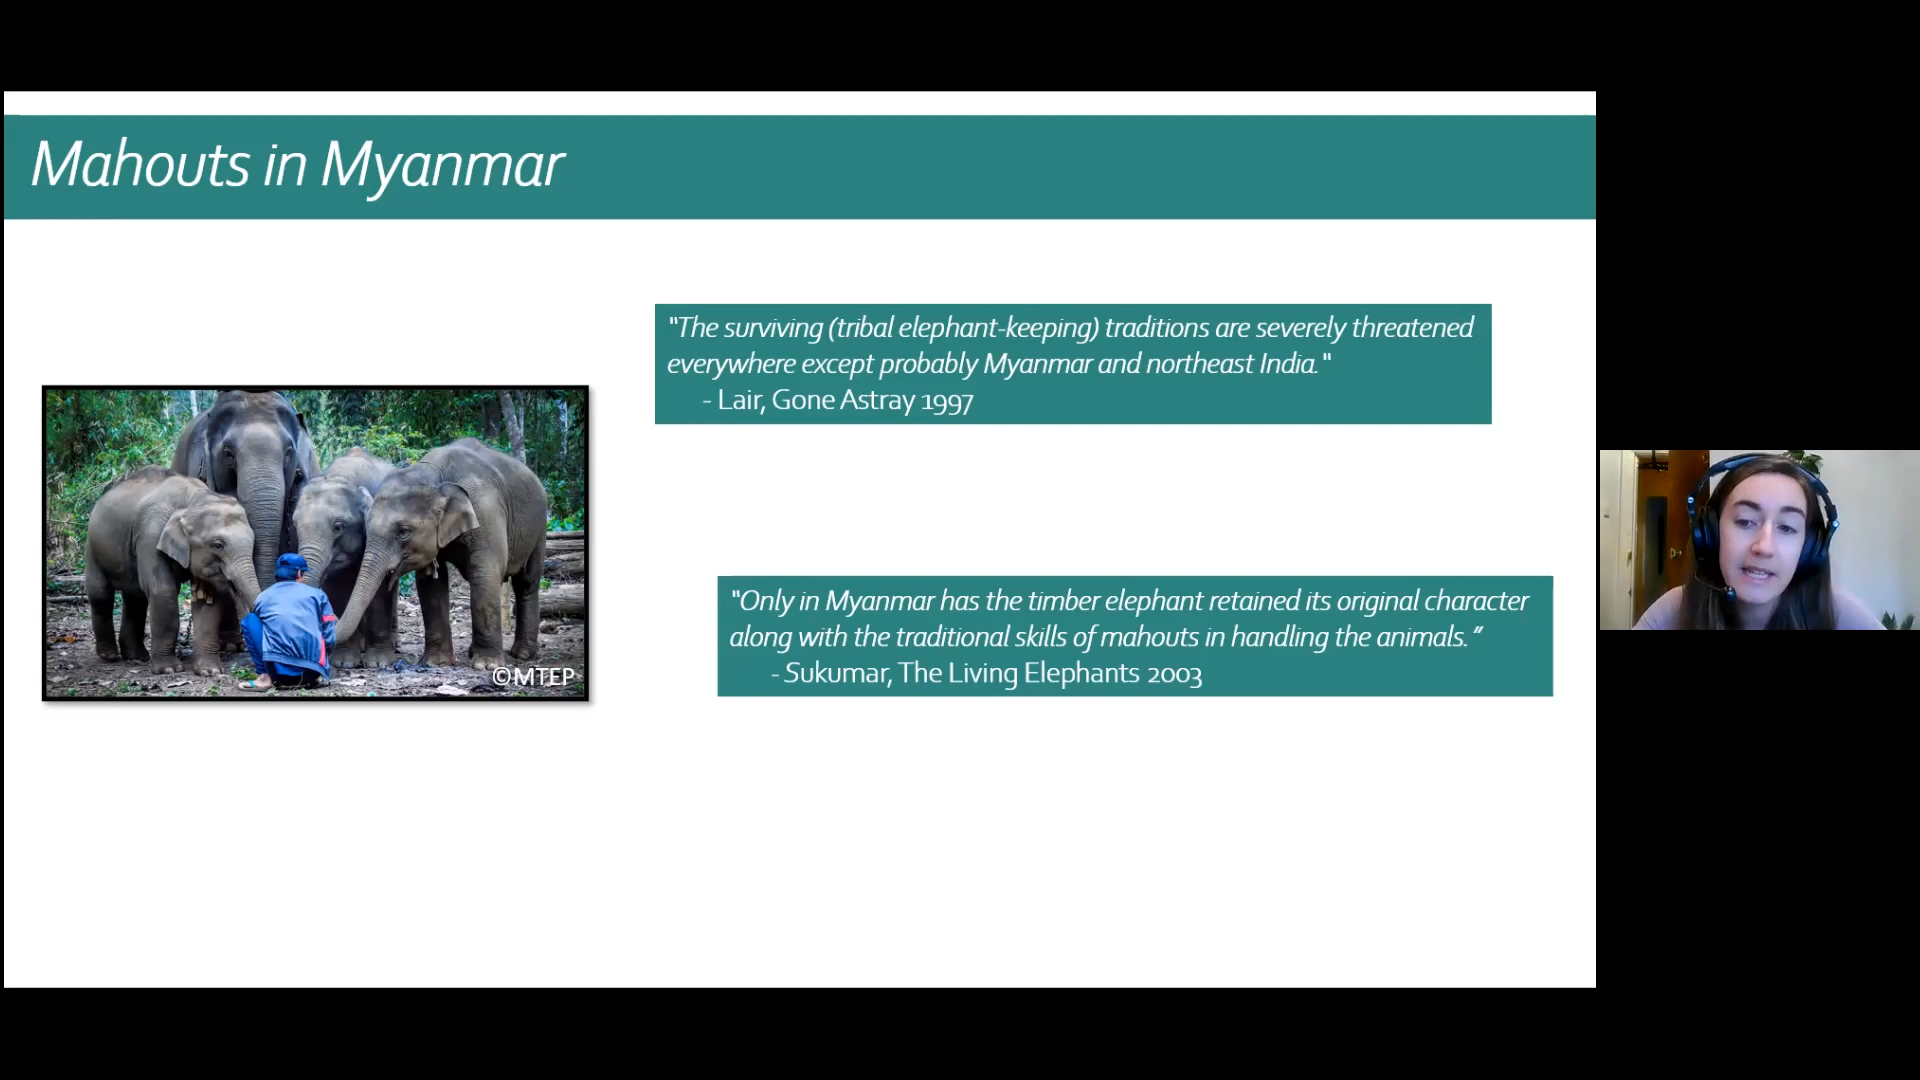 Mahouts in Myanmar
"The surviving (tribal elephant-keeping) traditions are severely threatened
everywhere except probably Myanmar and northeast India."
- Lair, Gone Astray 1997
"Only in Myanmar has the timber elephant retained its original character
along with the traditional skills of mahouts in handling the animals."
- Sukumar, The Living Elephants 2003
©MTEP